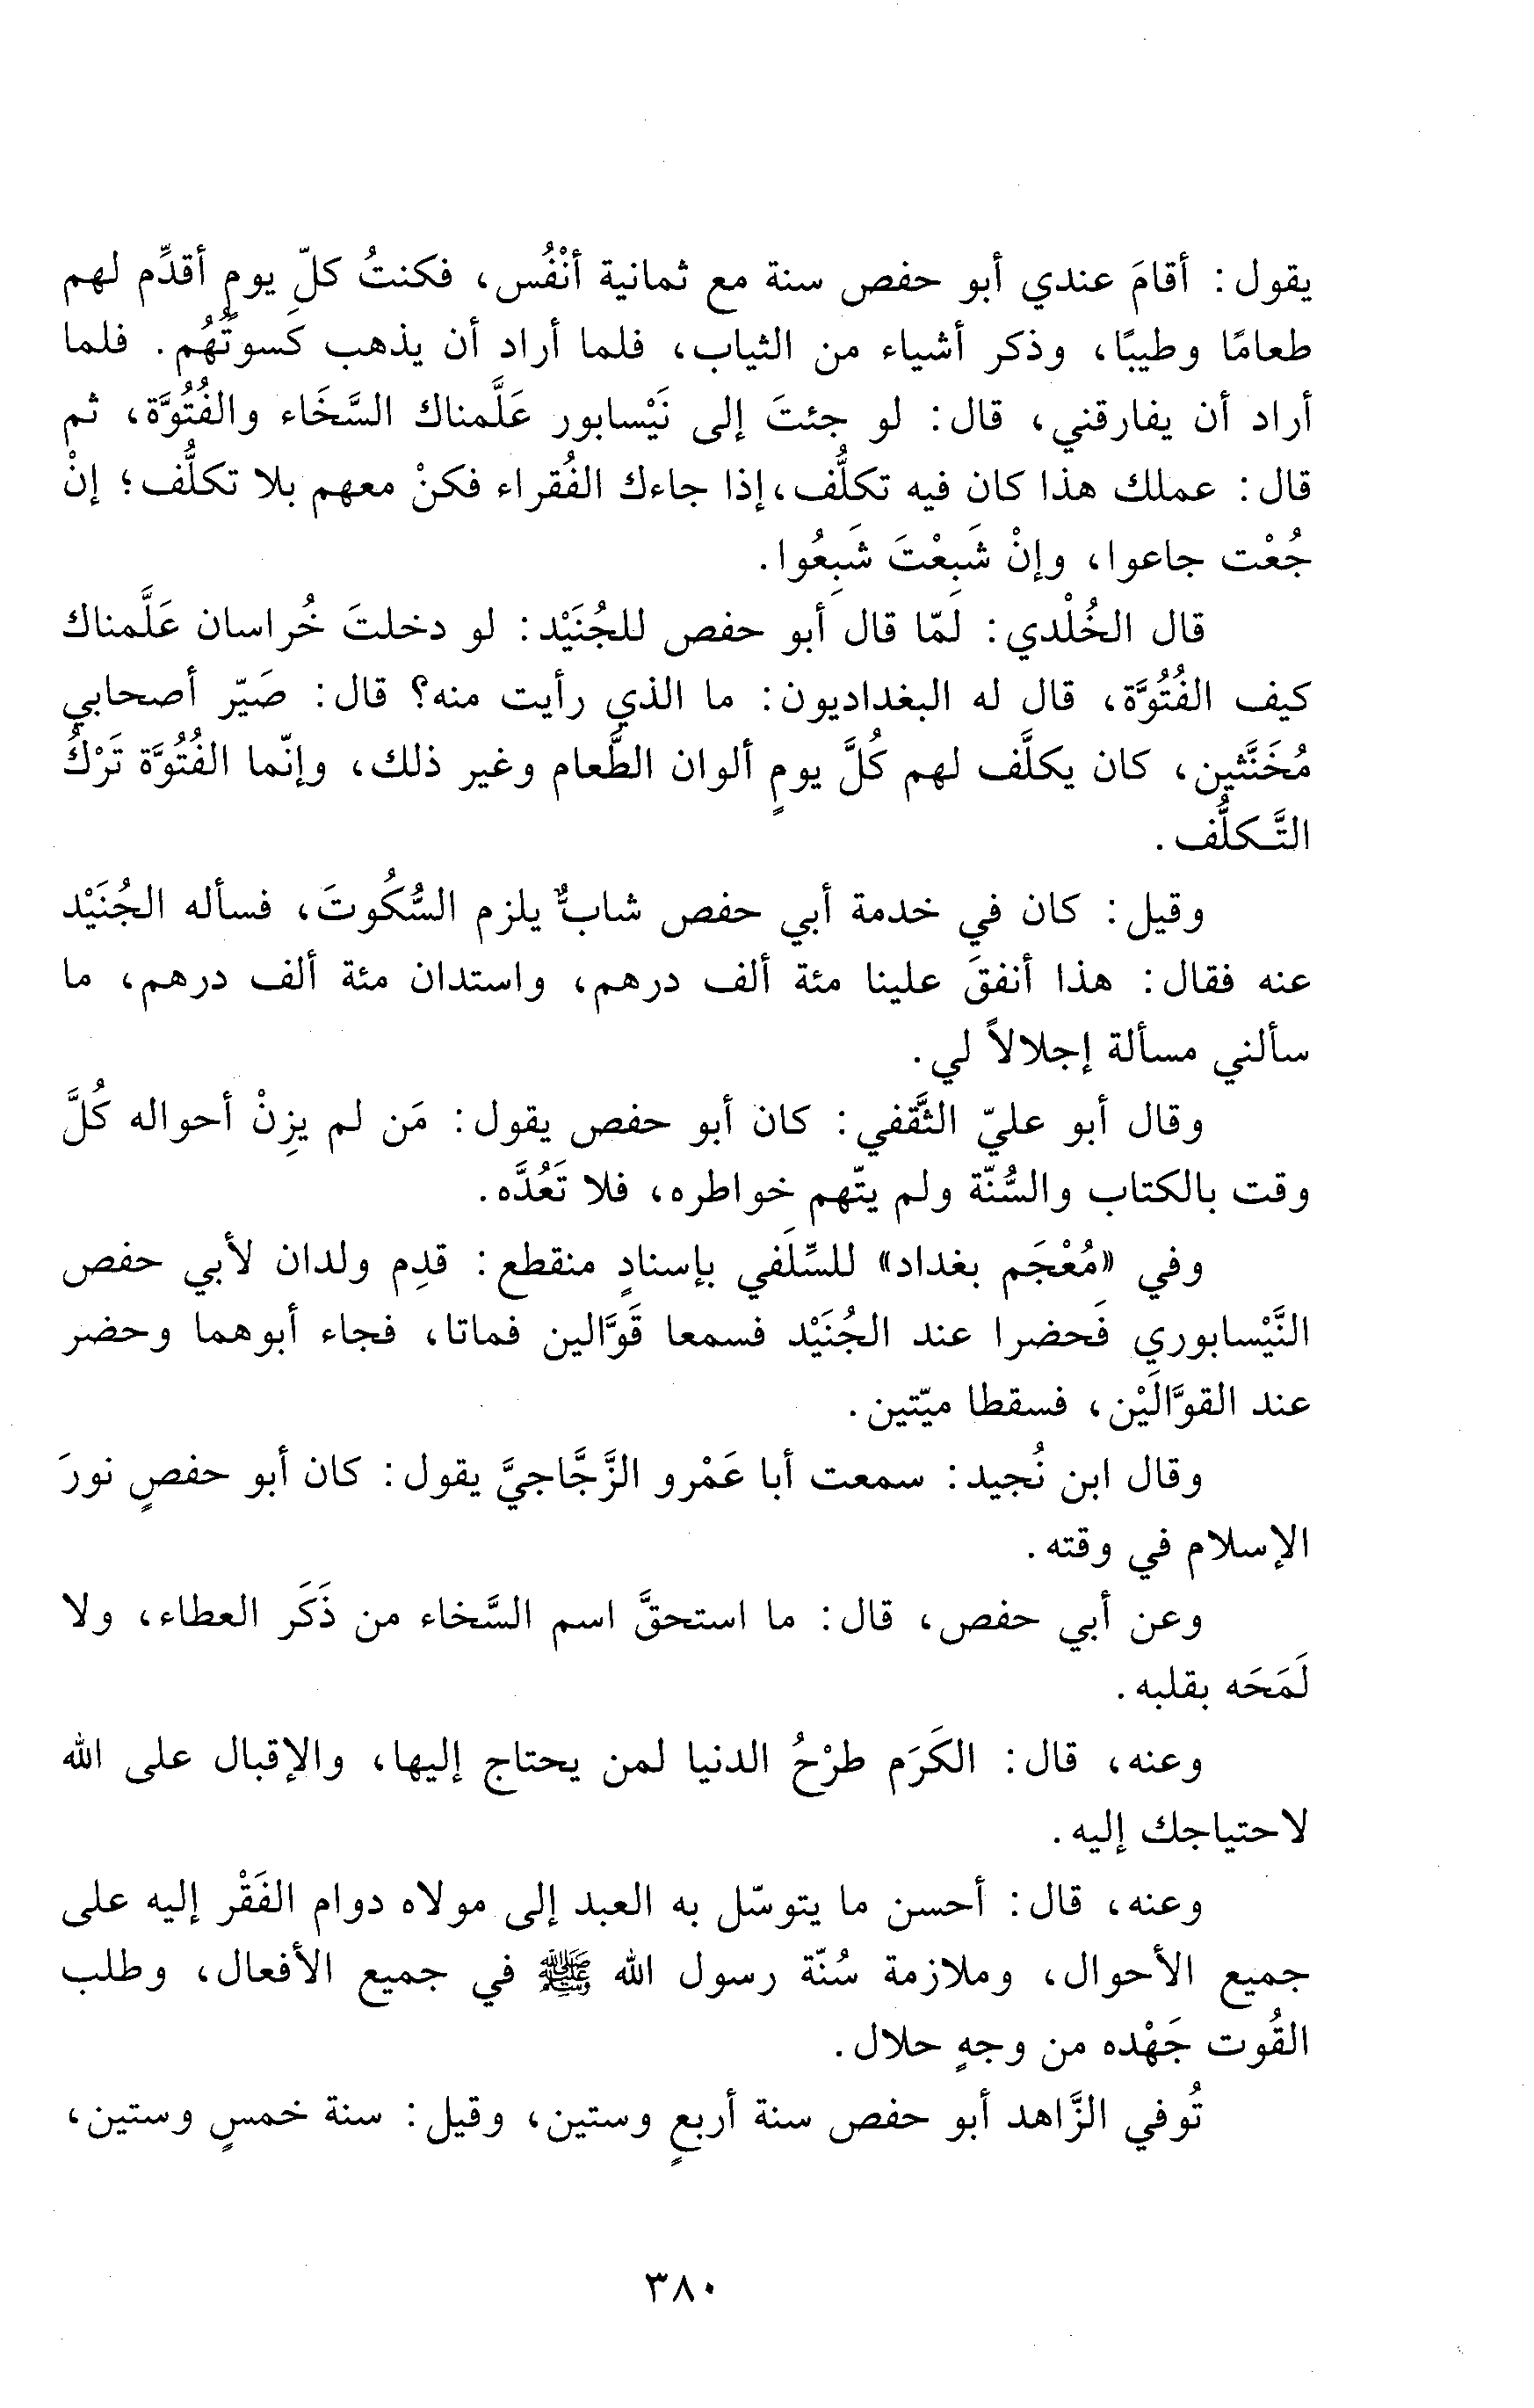 يقول: أقامَ عندي أبو حفص سنة مع ثمانية أنْفُس، فكنتُ كلّ يومٍ أقدِّم لهم
طعامًا وطيبًا، وذكر أشياء من الثياب، فلما أراد أن يذهب كَسوتُهُم. فلما
أراد أن يفارقني، قال: لو جئتَ إلى نَيْسابور عَلَّمناك السَّخَاء والفُتُوَّة، ثم
قال: عملك هذا كان فيه تكلُّف، إذا جاءك الفُقراء فكنْ معهم بلا تكلُّف؛ إنْ
جُعْت جاعوا، وإنْ شَبِعْتَ شَبِعُوا.
قال الخُلْدي: لمّا قال أبو حفص للجُنَيْد: لو دخلتَ خُراسان عَلَّمناك
كيف الفُتُوَّة، قال له البغداديون: ما الذي رأيت منه؟ قال: صَيّر أصحابي
مُخَنَّثين، كان يكلَّف لهم كُلَّ يومٍ ألوان الطَّعام وغير ذلك، وإنّما الفُتُوَّة تَرْكُ
التَّكلُّف.
وقيل: كان في خدمة أبي حفص شابٌّ يلزم السُّكُوتَ، فسأله الجُنَيْد
عنه فقال: هذا أنفقَ علينا مئة ألف درهم، واستدان مئة ألف درهم، ما
سألني مسألة إجلالاً لي.
وقال أبو عليّ الثَّقفي: كان أبو حفص يقول: مَن لم يزِنْ أحواله كُلَّ
وقت بالكتاب والسُّنّة ولم يتّهم خواطره، فلا تَعُدَّه.
وفي «مُعْجَم بغداد» للسِّلَفي بإسنادٍ منقطع: قدِم ولدان لأبي حفص
النَّيْسابوري فَحضرا عند الجُنَيْد فسمعا قَوَّالين فماتا، فجاء أبوهما وحضر
عند القوَّالَيْن، فسقطا ميّتين.
وقال ابن نُجيد: سمعت أبا عَمْرو الزَّجَّاجيَّ يقول: كان أبو حفصٍ نورَ
الإسلام في وقته.
وعن أبي حفص، قال: ما استحقَّ اسم السَّخاء من ذَكَر العطاء، ولا
لَمَحَه بقلبه.
وعنه، قال: الكَرَم طرْحُ الدنيا لمن يحتاج إليها، والإقبال على الله
لاحتياجك إليه.
وعنه، قال: أحسن ما يتوسّل به العبد إلى مولاه دوام الفَقْر إليه على
جميع الأحوال، وملازمة سُنّة رسول الله ﷺ في جميع الأفعال، وطلب
القُوت جَهْده من وجهٍ حلال.
تُوفي الزَّاهد أبو حفص سنة أربعٍ وستين، وقيل: سنة خمسٍ وستين،
٣٨٠